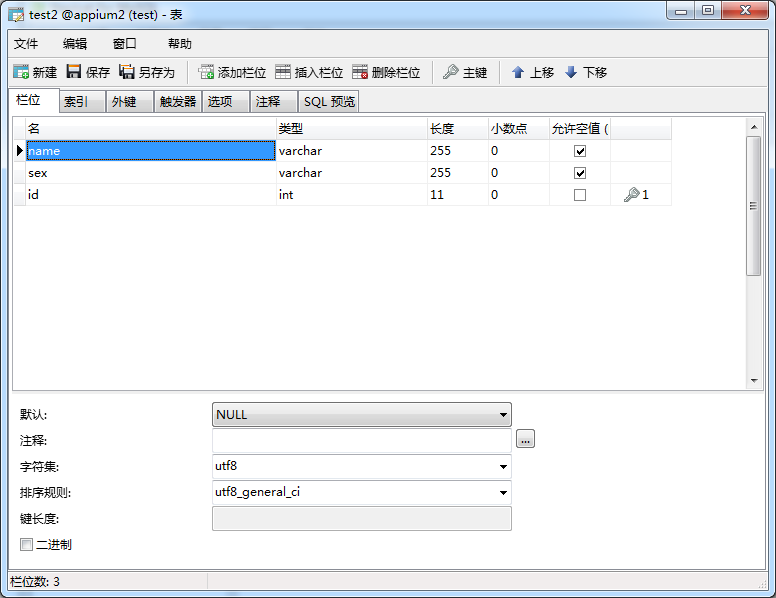 test2 @appium2 (test) - 表
文件 编辑 窗口 帮助
新建 保存 另存为 添加栏位 插入栏位 删除栏位 主键 上移 下移
栏位 索引 外键 触发器 选项 注释 SQL 预览
名 类型 长度 小数点 允许空值 (
name varchar 255 0
sex varchar 255 0
id int 11 0 1
默认: NULL
注释: ...
字符集: utf8
排序规则: utf8_general_ci
键长度:
二进制
栏位数: 3